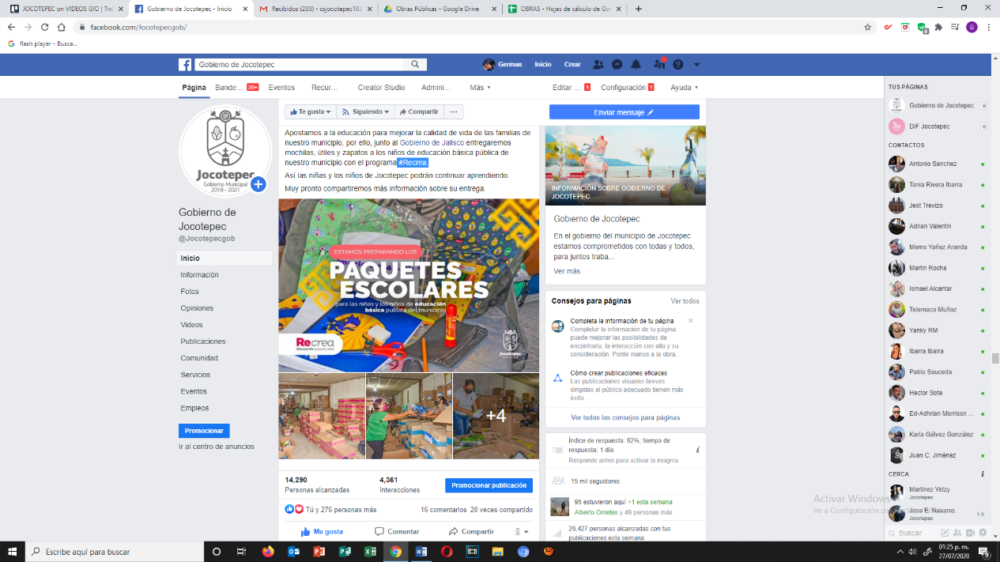 JOCOTEPEC on VIDEOS GIO | Trel
Gobierno de Jocotepec - Inicio
Recibidos (203) - csjocotepec182
Obras Públicas - Google Drive
OBRAS - Hojas de cálculo de Goo
facebook.com/Jocotepecgob/
G
flash player - Busca...
Gobierno de Jocotepec
German
Inicio
Crear
Página
Bande...
20+
Eventos
Recur...
Creator Studio
Admini...
Más
Editar ...
1
Configuración
1
Ayuda
Jocotepec
Gobierno Municipal
2018 - 2021
Gobierno de
Jocotepec
@Jocotepecgob
Inicio
Información
Fotos
Opiniones
Videos
Publicaciones
Comunidad
Servicios
Eventos
Empleos
Promocionar
Ir al centro de anuncios
Te gusta
Siguiendo
Compartir
...
Apostamos a la educación para mejorar la calidad de vida de las familias de
nuestro municipio, por ello, junto al Gobierno de Jalisco entregaremos
mochilas, útiles y zapatos a los niños de educación básica pública de
nuestro municipio con el programa #Recrea.
Así las niñas y los niños de Jocotepec podrán continuar aprendiendo.
Muy pronto compartiremos más información sobre su entrega.
ESTAMOS PREPARANDO LOS
PAQUETES
ESCOLARES
para las niñas y los niños de educación
básica pública del municipio
Recrea
Educando para la vida
Jocotepec
+4
14,290
Personas alcanzadas
4,361
Interacciones
Promocionar publicación
Tú y 276 personas más
16 comentarios 28 veces compartido
Me gusta
Comentar
Compartir
Enviar mensaje
INFORMACIÓN SOBRE GOBIERNO DE
JOCOTEPEC
Gobierno de Jocotepec
En el gobierno del municipio de Jocotepec
estamos comprometidos con todas y todos,
para juntos traba...
Ver más
Consejos para páginas
Ver todos
Completa la información de tu página
Completar la información de tu página
puede mejorar las posibilidades de
encontrarla, la interacción con ella y su
consideración. Ponte manos a la obra.
Cómo crear publicaciones eficaces
Las publicaciones visuales breves
dirigidas al público adecuado tienen más
éxito.
Ver todos los consejos para páginas
Índice de respuesta: 92%; tiempo de
respuesta: 1 día
Responde antes para activar la insignia
15 mil seguidores
95 estuvieron aquí +1 esta semana
Alberto Ornelas y 49 personas más
26,427 personas alcanzadas con tus
publicaciones esta semana
TUS PÁGINAS
Gobierno de Jocotepec
9
DIF Jocotepec
CONTACTOS
Antonio Sanchez
Tania Rivera Ibarra
Jest Trevizo
Adrian Valentin
Memo Yañez Aranda
Martin Rocha
Ismael Alcantar
Telemaco Muñoz
Yanky RM
Ibarra Ibarra
Pablo Sauceda
Hector Sote
Ed-Adhrian Morrison ...
Karla Gálvez González
Juan C. Jiménez
CERCA
Martinez Yetzy
Jocotepec
Jose E. Navarro
Jocotepec
1 h
Buscar
Activar Windows
Ve a Configuración para activar Windows.
Escribe aquí para buscar
01:25 p. m.
27/07/2020
9